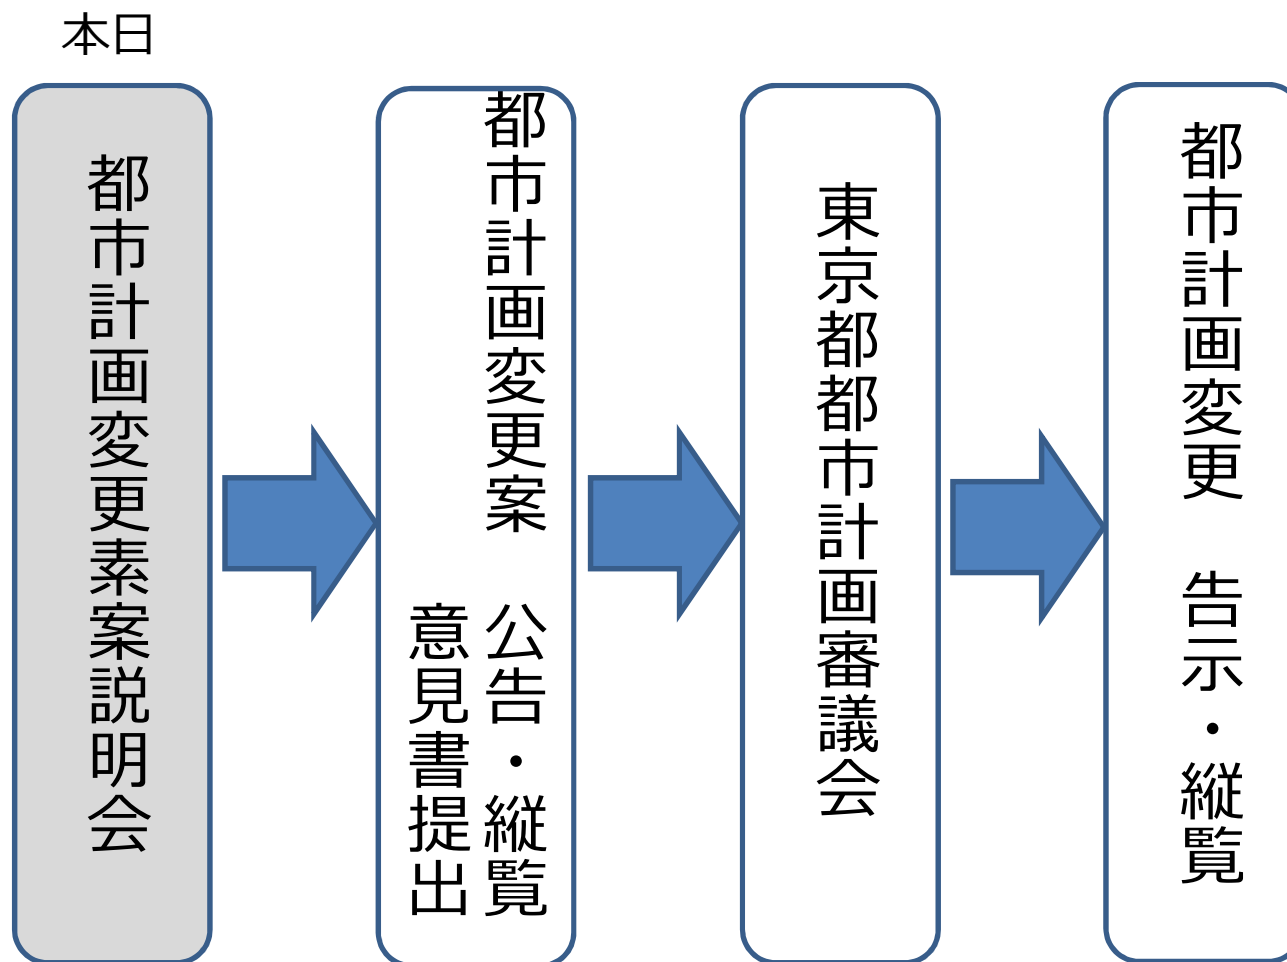 本日
都市計画変更素案説明会
都市計画変更案　公告・縦覧
意見書提出
東京都都市計画審議会
都市計画変更　告示・縦覧